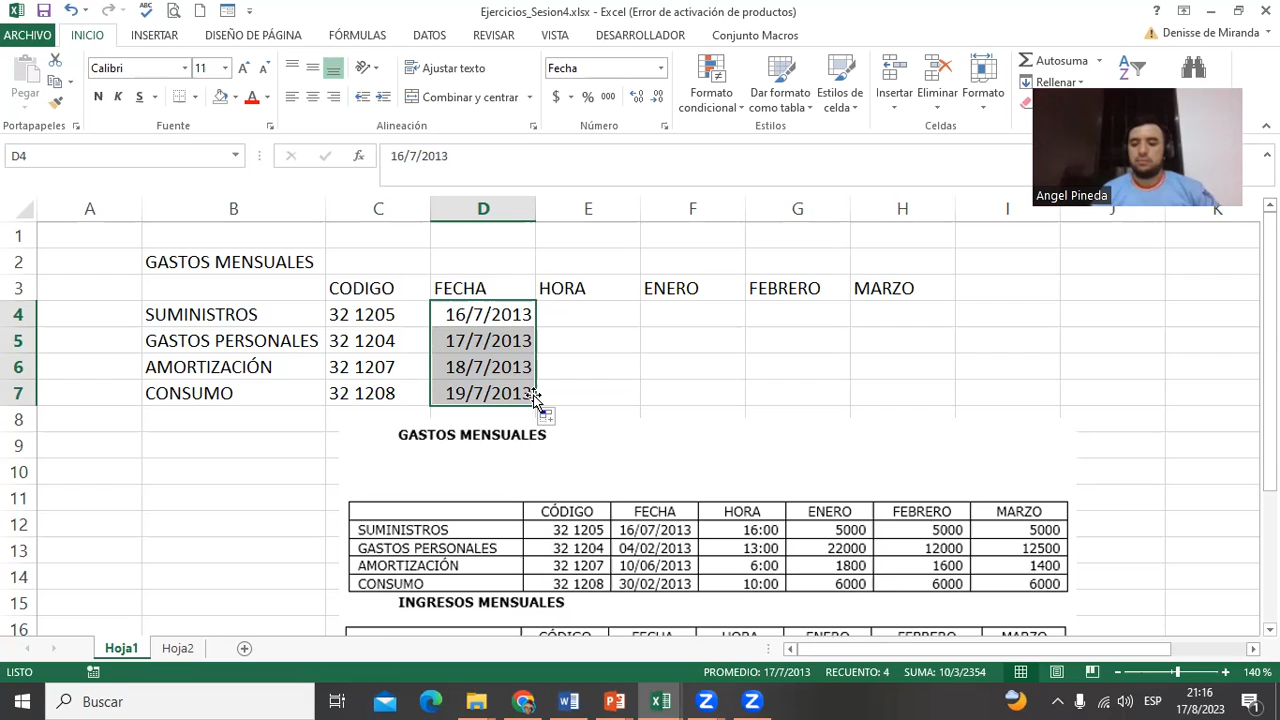 Ejercicios_Sesion4.xlsx - Excel (Error de activación de productos)
ARCHIVO INICIO INSERTAR DISEÑO DE PÁGINA FÓRMULAS DATOS REVISAR VISTA DESARROLLADOR Conjunto Macros Denisse de Miranda
Pegar Calibri 11 Ajustar texto Fecha Formato condicional Dar formato como tabla Estilos de celda Insertar Eliminar Formato Autosuma
N K S Combinar y centrar $ % 000 Rellenar
Portapapeles Fuente Alineación Número Estilos Celdas
D4 fx 16/7/2013
Angel Pineda
A B C D E F G H I J K
1
2 GASTOS MENSUALES
3 CODIGO FECHA HORA ENERO FEBRERO MARZO
4 SUMINISTROS 32 1205 16/7/2013
5 GASTOS PERSONALES 32 1204 17/7/2013
6 AMORTIZACIÓN 32 1207 18/7/2013
7 CONSUMO 32 1208 19/7/2013
8
9 GASTOS MENSUALES
10
11 CÓDIGO FECHA HORA ENERO FEBRERO MARZO
12 SUMINISTROS 32 1205 16/07/2013 16:00 5000 5000 5000
13 GASTOS PERSONALES 32 1204 04/02/2013 13:00 22000 12000 12500
14 AMORTIZACIÓN 32 1207 10/06/2013 6:00 1800 1600 1400
CONSUMO 32 1208 30/02/2013 10:00 6000 6000 6000
15 INGRESOS MENSUALES
16 CÓDIGO FECHA HORA ENERO FEBRERO MARZO
Hoja1 Hoja2
LISTO PROMEDIO: 17/7/2013 RECUENTO: 4 SUMA: 10/3/2354 140 %
Buscar ESP 21:16
17/8/2023